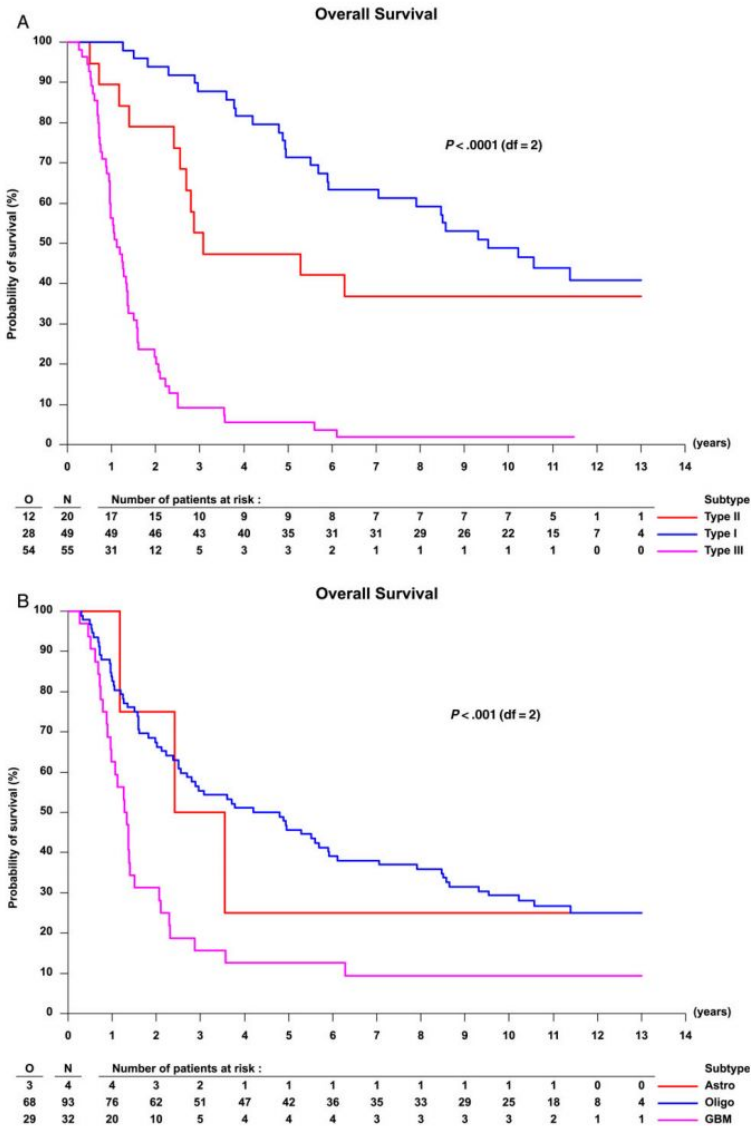 A
Overall Survival
100
90
80
70
60
50
40
30
20
10
0
Probability of survival (%)
P < .0001 (df = 2)
(years)
0 1 2 3 4 5 6 7 8 9 10 11 12 13 14
O N Number of patients at risk : Subtype
12 20 17 15 10 9 9 8 7 7 7 7 5 1 1 Type II
28 49 49 46 43 40 35 31 31 29 26 22 15 7 4 Type I
54 55 31 12 5 3 3 2 1 1 1 1 1 0 0 Type III
B
Overall Survival
100
90
80
70
60
50
40
30
20
10
0
Probability of survival (%)
P < .001 (df = 2)
(years)
0 1 2 3 4 5 6 7 8 9 10 11 12 13 14
O N Number of patients at risk : Subtype
3 4 4 3 2 1 1 1 1 1 1 1 1 0 0 Astro
68 93 76 62 51 47 42 36 35 33 29 25 18 8 4 Oligo
29 32 20 10 5 4 4 4 3 3 3 3 2 1 1 GBM